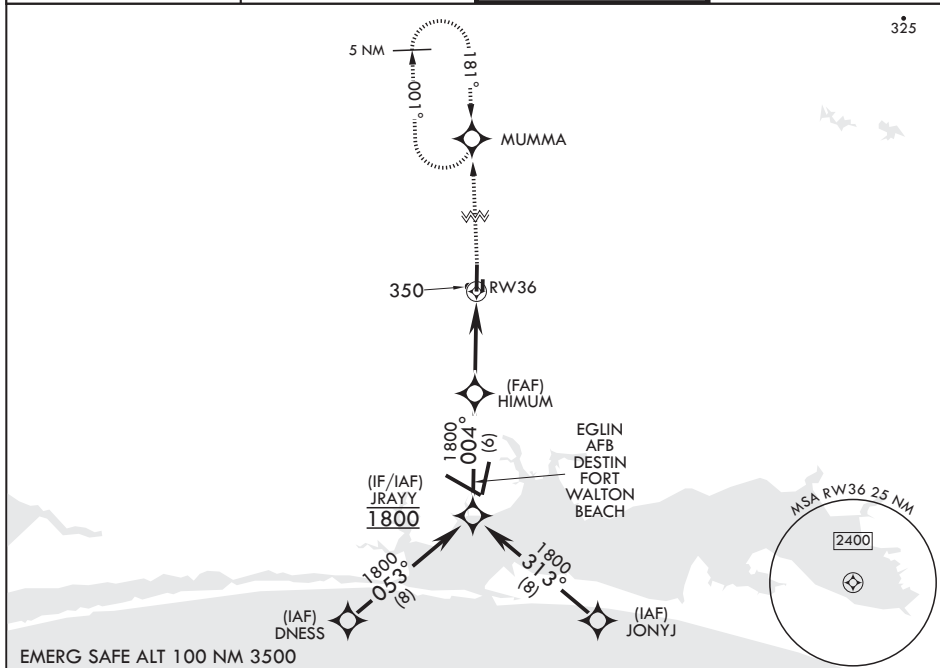 325
5 NM
001°
181°
MUMMA
350
RW36
(FAF)
HIMUM
1800
004°
(6)
EGLIN
AFB
DESTIN
FORT
WALTON
BEACH
(IF/IAF)
JRAYY
1800
MSA RW36 25 NM
2400
1800
053°
(8)
1800
313°
(8)
(IAF)
DNESS
(IAF)
JONYJ
EMERG SAFE ALT 100 NM 3500